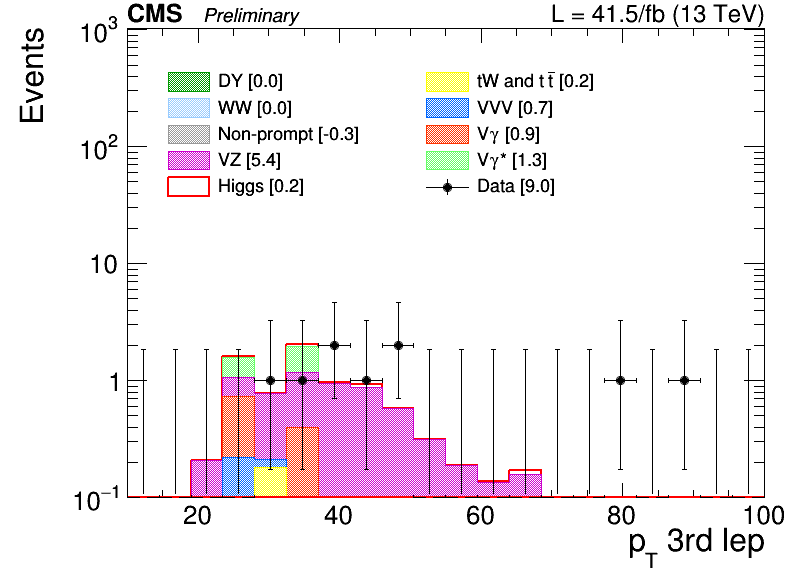 CMS Preliminary L = 41.5/fb (13 TeV)
Events
10³
10²
10
1
10⁻¹
DY [0.0]
WW [0.0]
Non-prompt [-0.3]
VZ [5.4]
Higgs [0.2]
tW and tt̄ [0.2]
VVV [0.7]
Vγ [0.9]
Vγ* [1.3]
Data [9.0]
20 40 60 80 100
p_T 3rd lep